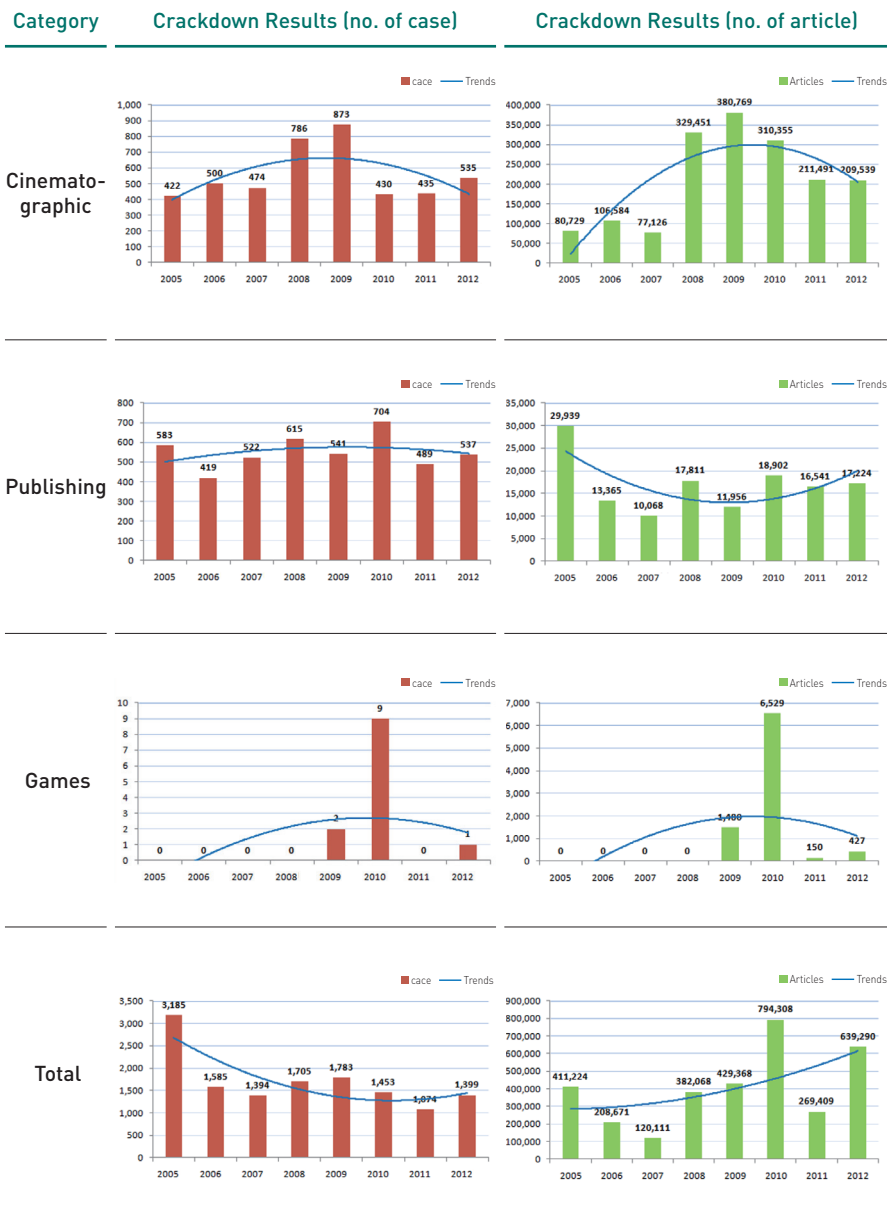 Category Crackdown Results (no. of case) Crackdown Results (no. of article)
Cinemato-
graphic
cace Trends
1,000
900
800
700
600
500
400
300
200
100
0
422 500 474 786 873 430 435 535
2005 2006 2007 2008 2009 2010 2011 2012
Articles Trends
400,000
350,000
300,000
250,000
200,000
150,000
100,000
50,000
0
80,729 106,584 77,126 329,451 380,769 310,355 211,491 209,539
2005 2006 2007 2008 2009 2010 2011 2012
Publishing
cace Trends
800
700
600
500
400
300
200
100
0
583 419 522 615 541 704 489 537
2005 2006 2007 2008 2009 2010 2011 2012
Articles Trends
35,000
30,000
25,000
20,000
15,000
10,000
5,000
0
29,939 13,365 10,068 17,811 11,956 18,902 16,541 17,224
2005 2006 2007 2008 2009 2010 2011 2012
Games
cace Trends
10
9
8
7
6
5
4
3
2
1
0
0 0 0 0 2 9 0 1
2005 2006 2007 2008 2009 2010 2011 2012
Articles Trends
7,000
6,000
5,000
4,000
3,000
2,000
1,000
0
0 0 0 0 1,480 6,529 150 427
2005 2006 2007 2008 2009 2010 2011 2012
Total
cace Trends
3,500
3,000
2,500
2,000
1,500
1,000
500
0
3,185 1,585 1,394 1,705 1,783 1,453 1,074 1,399
2005 2006 2007 2008 2009 2010 2011 2012
Articles Trends
900,000
800,000
700,000
600,000
500,000
400,000
300,000
200,000
100,000
0
411,224 208,671 120,111 382,068 429,368 794,308 269,409 639,290
2005 2006 2007 2008 2009 2010 2011 2012